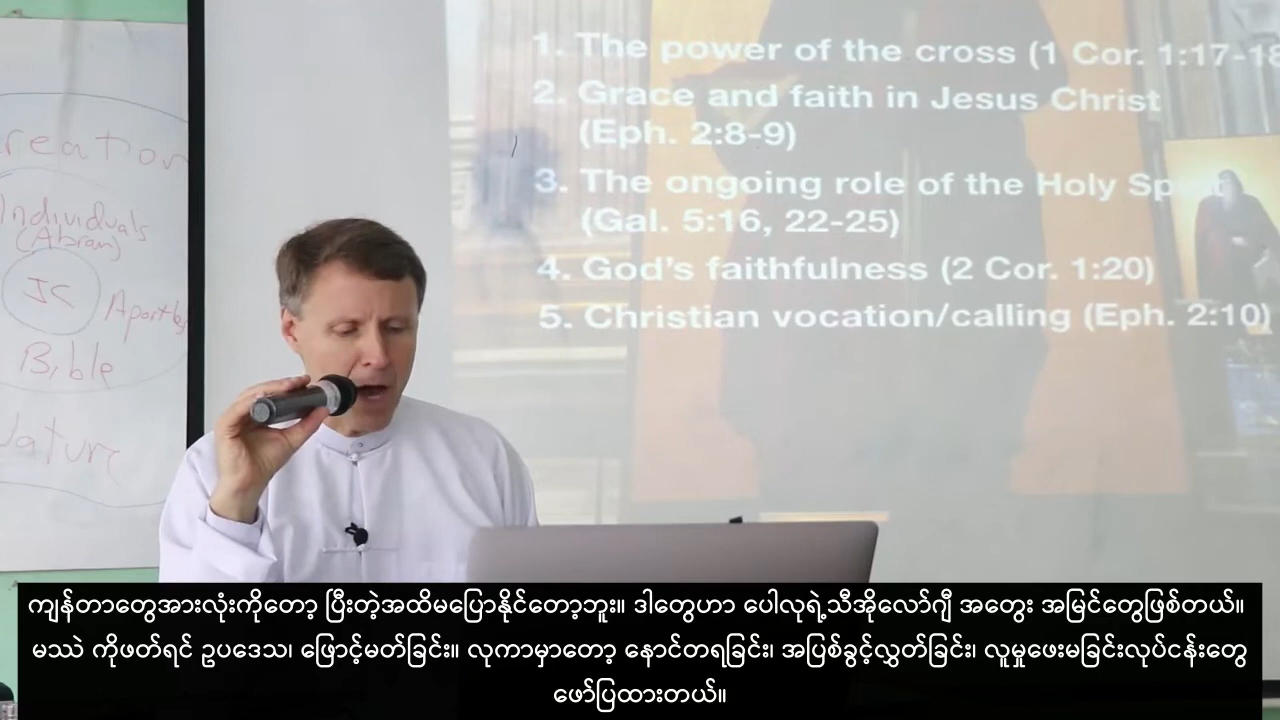 1. The power of the cross (1 Cor. 1:17-18
2. Grace and faith in Jesus Christ
(Eph. 2:8-9)
3. The ongoing role of the Holy
(Gal. 5:16, 22-25)
4. God's faithfulness (2 Cor. 1:20)
5. Christian vocation/calling (Eph. 2:10)
reation
Individuals
(Abram)
JC
Bible
ကျန်တာတွေအားလုံးကိုတော့ ပြီးတဲ့အထိမပြောနိုင်တော့ဘူး။ ဒါတွေဟာ ပေါလုရဲ့သီအိုလော်ဂျီ အတွေး အမြင်တွေဖြစ်တယ်။
မဿဲ ကိုဖတ်ရင် ဥပဒေသ၊ ဖြောင့်မတ်ခြင်း။ လုကာမှာတော့ နောင်တရခြင်း၊ အပြစ်ခွင့်လွှတ်ခြင်း၊ လူမှုဖေးမခြင်းလုပ်ငန်းတွေ
ဖော်ပြထားတယ်။